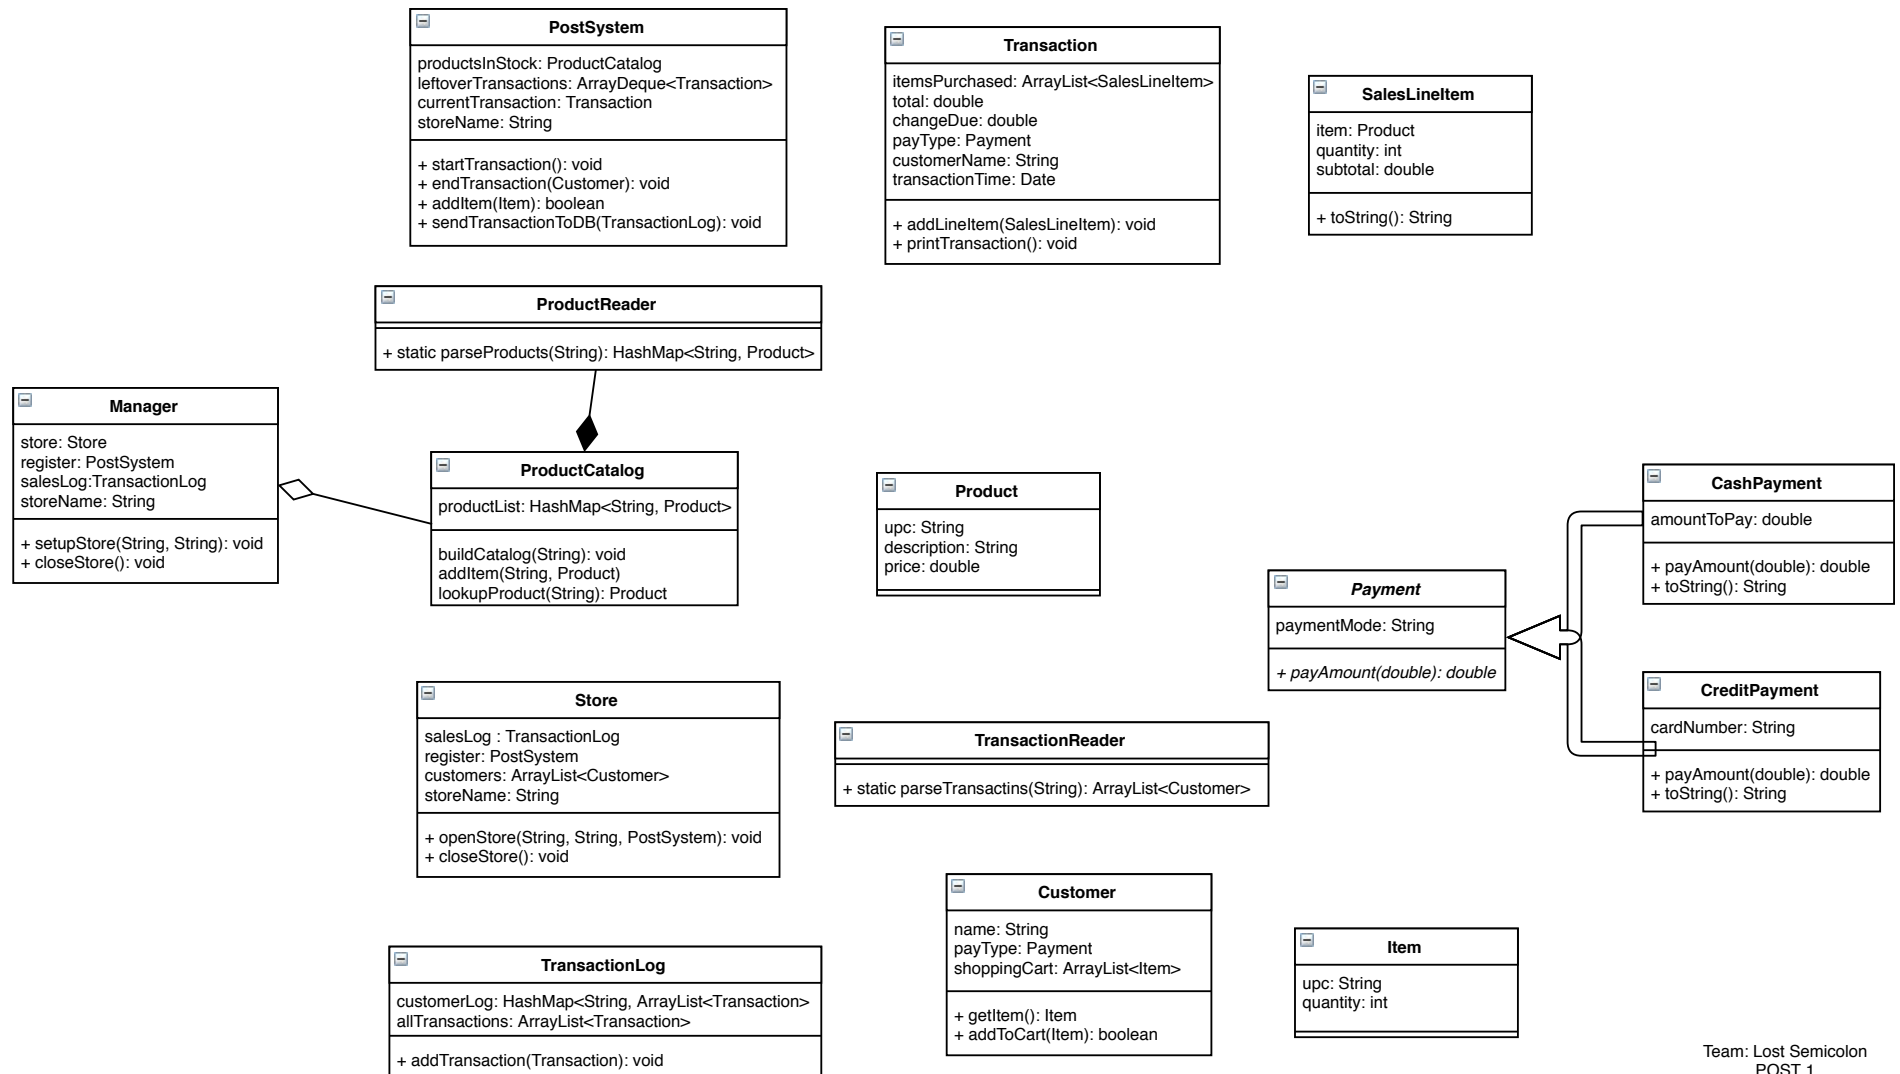 PostSystem
productsInStock: ProductCatalog
leftoverTransactions: ArrayDeque<Transaction>
currentTransaction: Transaction
storeName: String
+ startTransaction(): void
+ endTransaction(Customer): void
+ addItem(Item): boolean
+ sendTransactionToDB(TransactionLog): void
Transaction
itemsPurchased: ArrayList<SalesLineItem>
total: double
changeDue: double
payType: Payment
customerName: String
transactionTime: Date
+ addLineItem(SalesLineItem): void
+ printTransaction(): void
SalesLineItem
item: Product
quantity: int
subtotal: double
+ toString(): String
ProductReader
+ static parseProducts(String): HashMap<String, Product>
Manager
store: Store
register: PostSystem
salesLog:TransactionLog
storeName: String
+ setupStore(String, String): void
+ closeStore(): void
ProductCatalog
productList: HashMap<String, Product>
buildCatalog(String): void
addItem(String, Product)
lookupProduct(String): Product
Product
upc: String
description: String
price: double
CashPayment
amountToPay: double
+ payAmount(double): double
+ toString(): String
Payment
paymentMode: String
+ payAmount(double): double
CreditPayment
cardNumber: String
+ payAmount(double): double
+ toString(): String
Store
salesLog : TransactionLog
register: PostSystem
customers: ArrayList<Customer>
storeName: String
+ openStore(String, String, PostSystem): void
+ closeStore(): void
TransactionReader
+ static parseTransactins(String): ArrayList<Customer>
Customer
name: String
payType: Payment
shoppingCart: ArrayList<Item>
+ getItem(): Item
+ addToCart(Item): boolean
Item
upc: String
quantity: int
TransactionLog
customerLog: HashMap<String, ArrayList<Transaction>
allTransactions: ArrayList<Transaction>
+ addTransaction(Transaction): void
Team: Lost Semicolon
POST 1